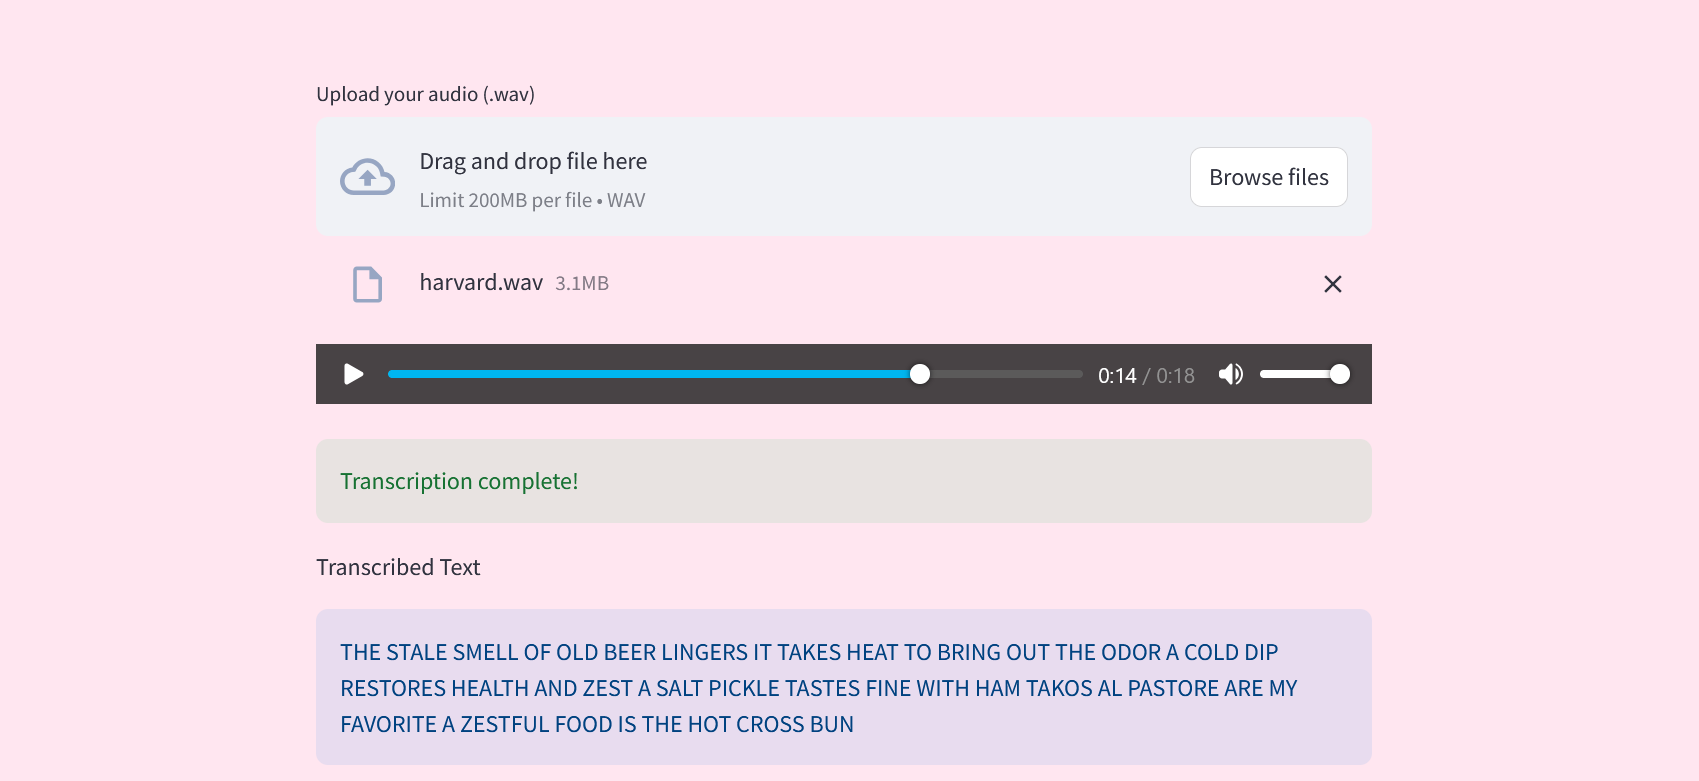 Upload your audio (.wav)
Drag and drop file here
Limit 200MB per file • WAV
Browse files
harvard.wav 3.1MB
0:14 / 0:18
Transcription complete!
Transcribed Text
THE STALE SMELL OF OLD BEER LINGERS IT TAKES HEAT TO BRING OUT THE ODOR A COLD DIP
RESTORES HEALTH AND ZEST A SALT PICKLE TASTES FINE WITH HAM TAKOS AL PASTORE ARE MY
FAVORITE A ZESTFUL FOOD IS THE HOT CROSS BUN